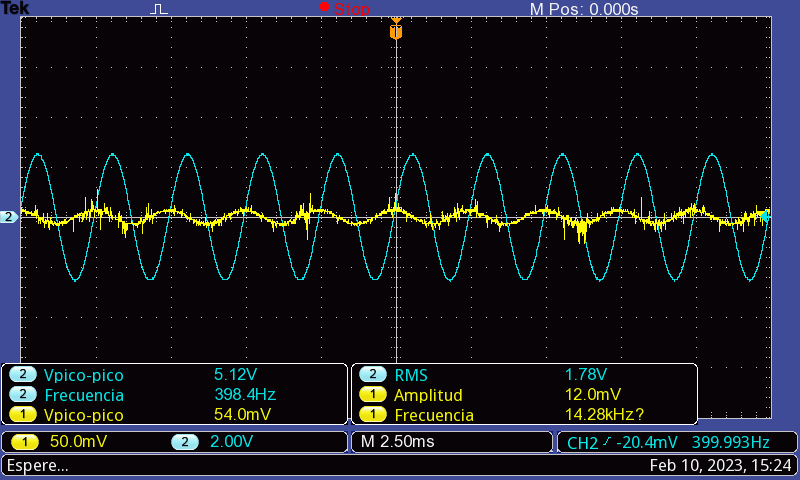 Tek Stop M Pos: 0.000s
T
2
2 Vpico-pico 5.12V 2 RMS 1.78V
2 Frecuencia 398.4Hz 1 Amplitud 12.0mV
1 Vpico-pico 54.0mV 1 Frecuencia 14.28kHz?
1 50.0mV 2 2.00V M 2.50ms CH2 -20.4mV 399.993Hz
Espere... Feb 10, 2023, 15:24